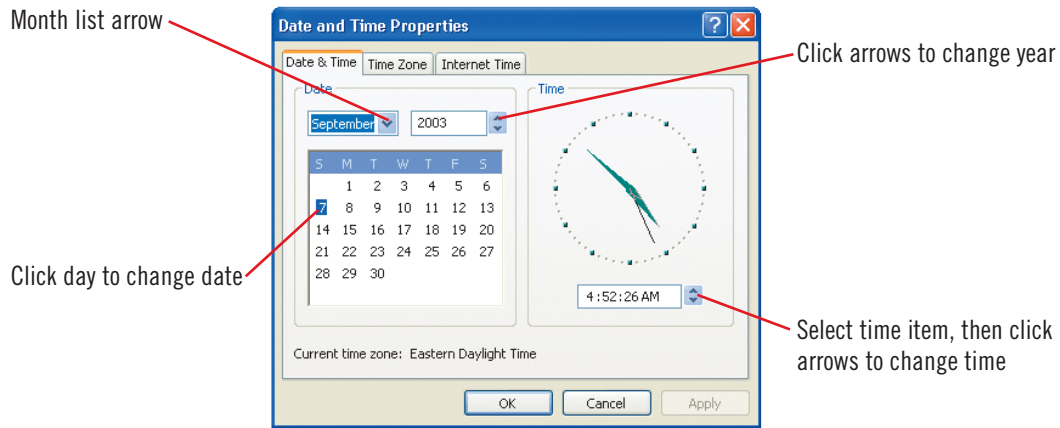 Month list arrow
Date and Time Properties
Click arrows to change year
Date & Time Time Zone Internet Time
Date
Time
September 2003
S M T W T F S
1 2 3 4 5 6
7 8 9 10 11 12 13
14 15 16 17 18 19 20
21 22 23 24 25 26 27
28 29 30
Click day to change date
4:52:26 AM
Select time item, then click
arrows to change time
Current time zone: Eastern Daylight Time
OK Cancel Apply